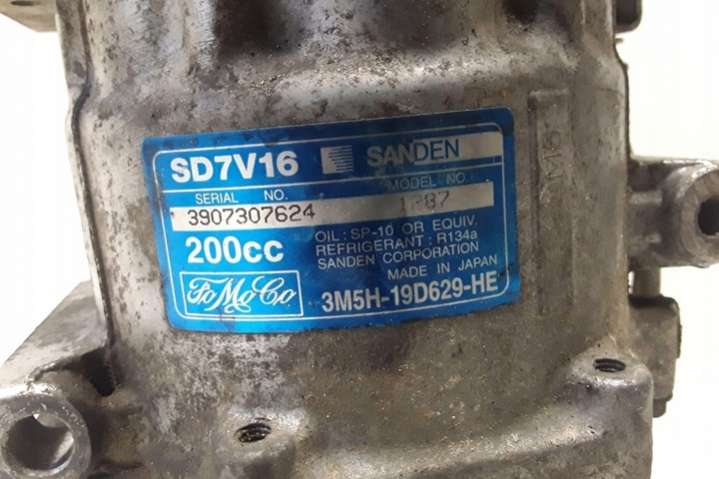 SD7V16 SANDEN
SERIAL NO. MODEL NO.
3907307624
200cc
OIL : SP-10 OR EQUIV.
REFRIGERANT : R134a
SANDEN CORPORATION
MADE IN JAPAN
FoMoCo
3M5H-19D629-HE